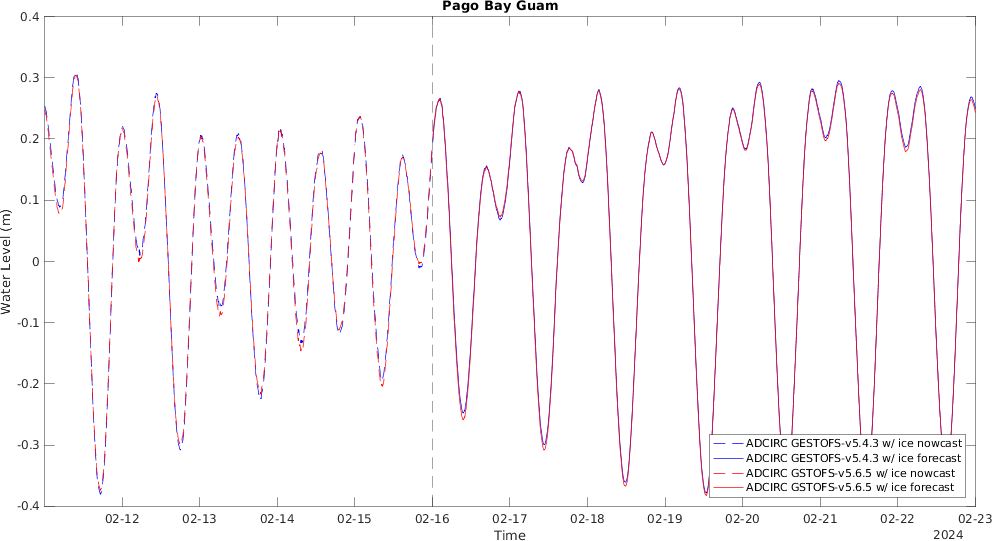 Pago Bay Guam
0.4
0.3
0.2
0.1
0
-0.1
-0.2
-0.3
-0.4
Water Level (m)
ADCIRC GESTOFS-v5.4.3 w/ ice nowcast
ADCIRC GESTOFS-v5.4.3 w/ ice forecast
ADCIRC GSTOFS-v5.6.5 w/ ice nowcast
ADCIRC GSTOFS-v5.6.5 w/ ice forecast
02-12 02-13 02-14 02-15 02-16 02-17 02-18 02-19 02-20 02-21 02-22 02-23
Time
2024